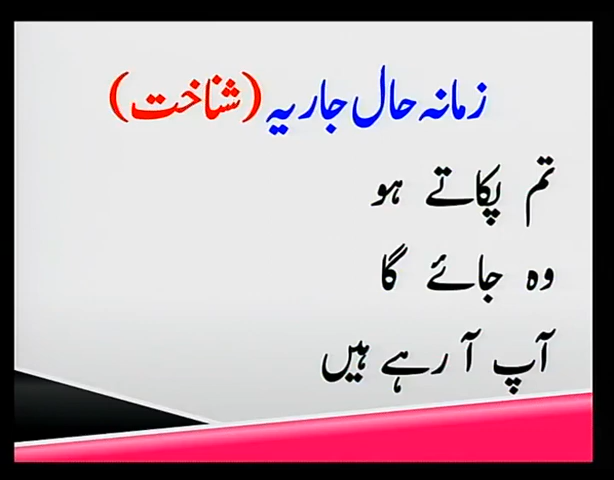 زمانہ حال جاریہ (شناخت)
تم پکاتے ہو
وہ جائے گا
آپ آ رہے ہیں